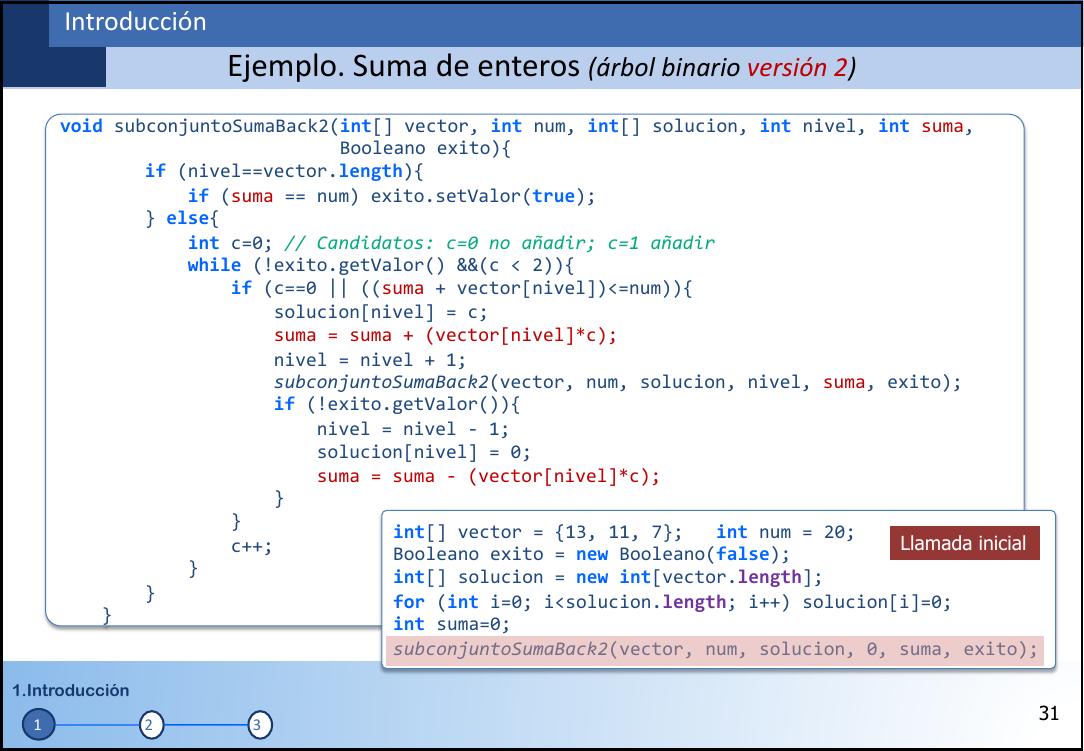 Introducción
Ejemplo. Suma de enteros (árbol binario versión 2)
void subconjuntoSumaBack2(int[] vector, int num, int[] solucion, int nivel, int suma,
Booleano exito){
if (nivel==vector.length){
if (suma == num) exito.setValor(true);
} else{
int c=0; // Candidatos: c=0 no añadir; c=1 añadir
while (!exito.getValor() &&(c < 2)){
if (c==0 || ((suma + vector[nivel])<=num)){
solucion[nivel] = c;
suma = suma + (vector[nivel]*c);
nivel = nivel + 1;
subconjuntoSumaBack2(vector, num, solucion, nivel, suma, exito);
if (!exito.getValor()){
nivel = nivel - 1;
solucion[nivel] = 0;
suma = suma - (vector[nivel]*c);
}
}
c++;
}
}
}
int[] vector = {13, 11, 7};   int num = 20;
Llamada inicial
Booleano exito = new Booleano(false);
int[] solucion = new int[vector.length];
for (int i=0; i<solucion.length; i++) solucion[i]=0;
int suma=0;
subconjuntoSumaBack2(vector, num, solucion, 0, suma, exito);
1.Introducción
1 2 3
31